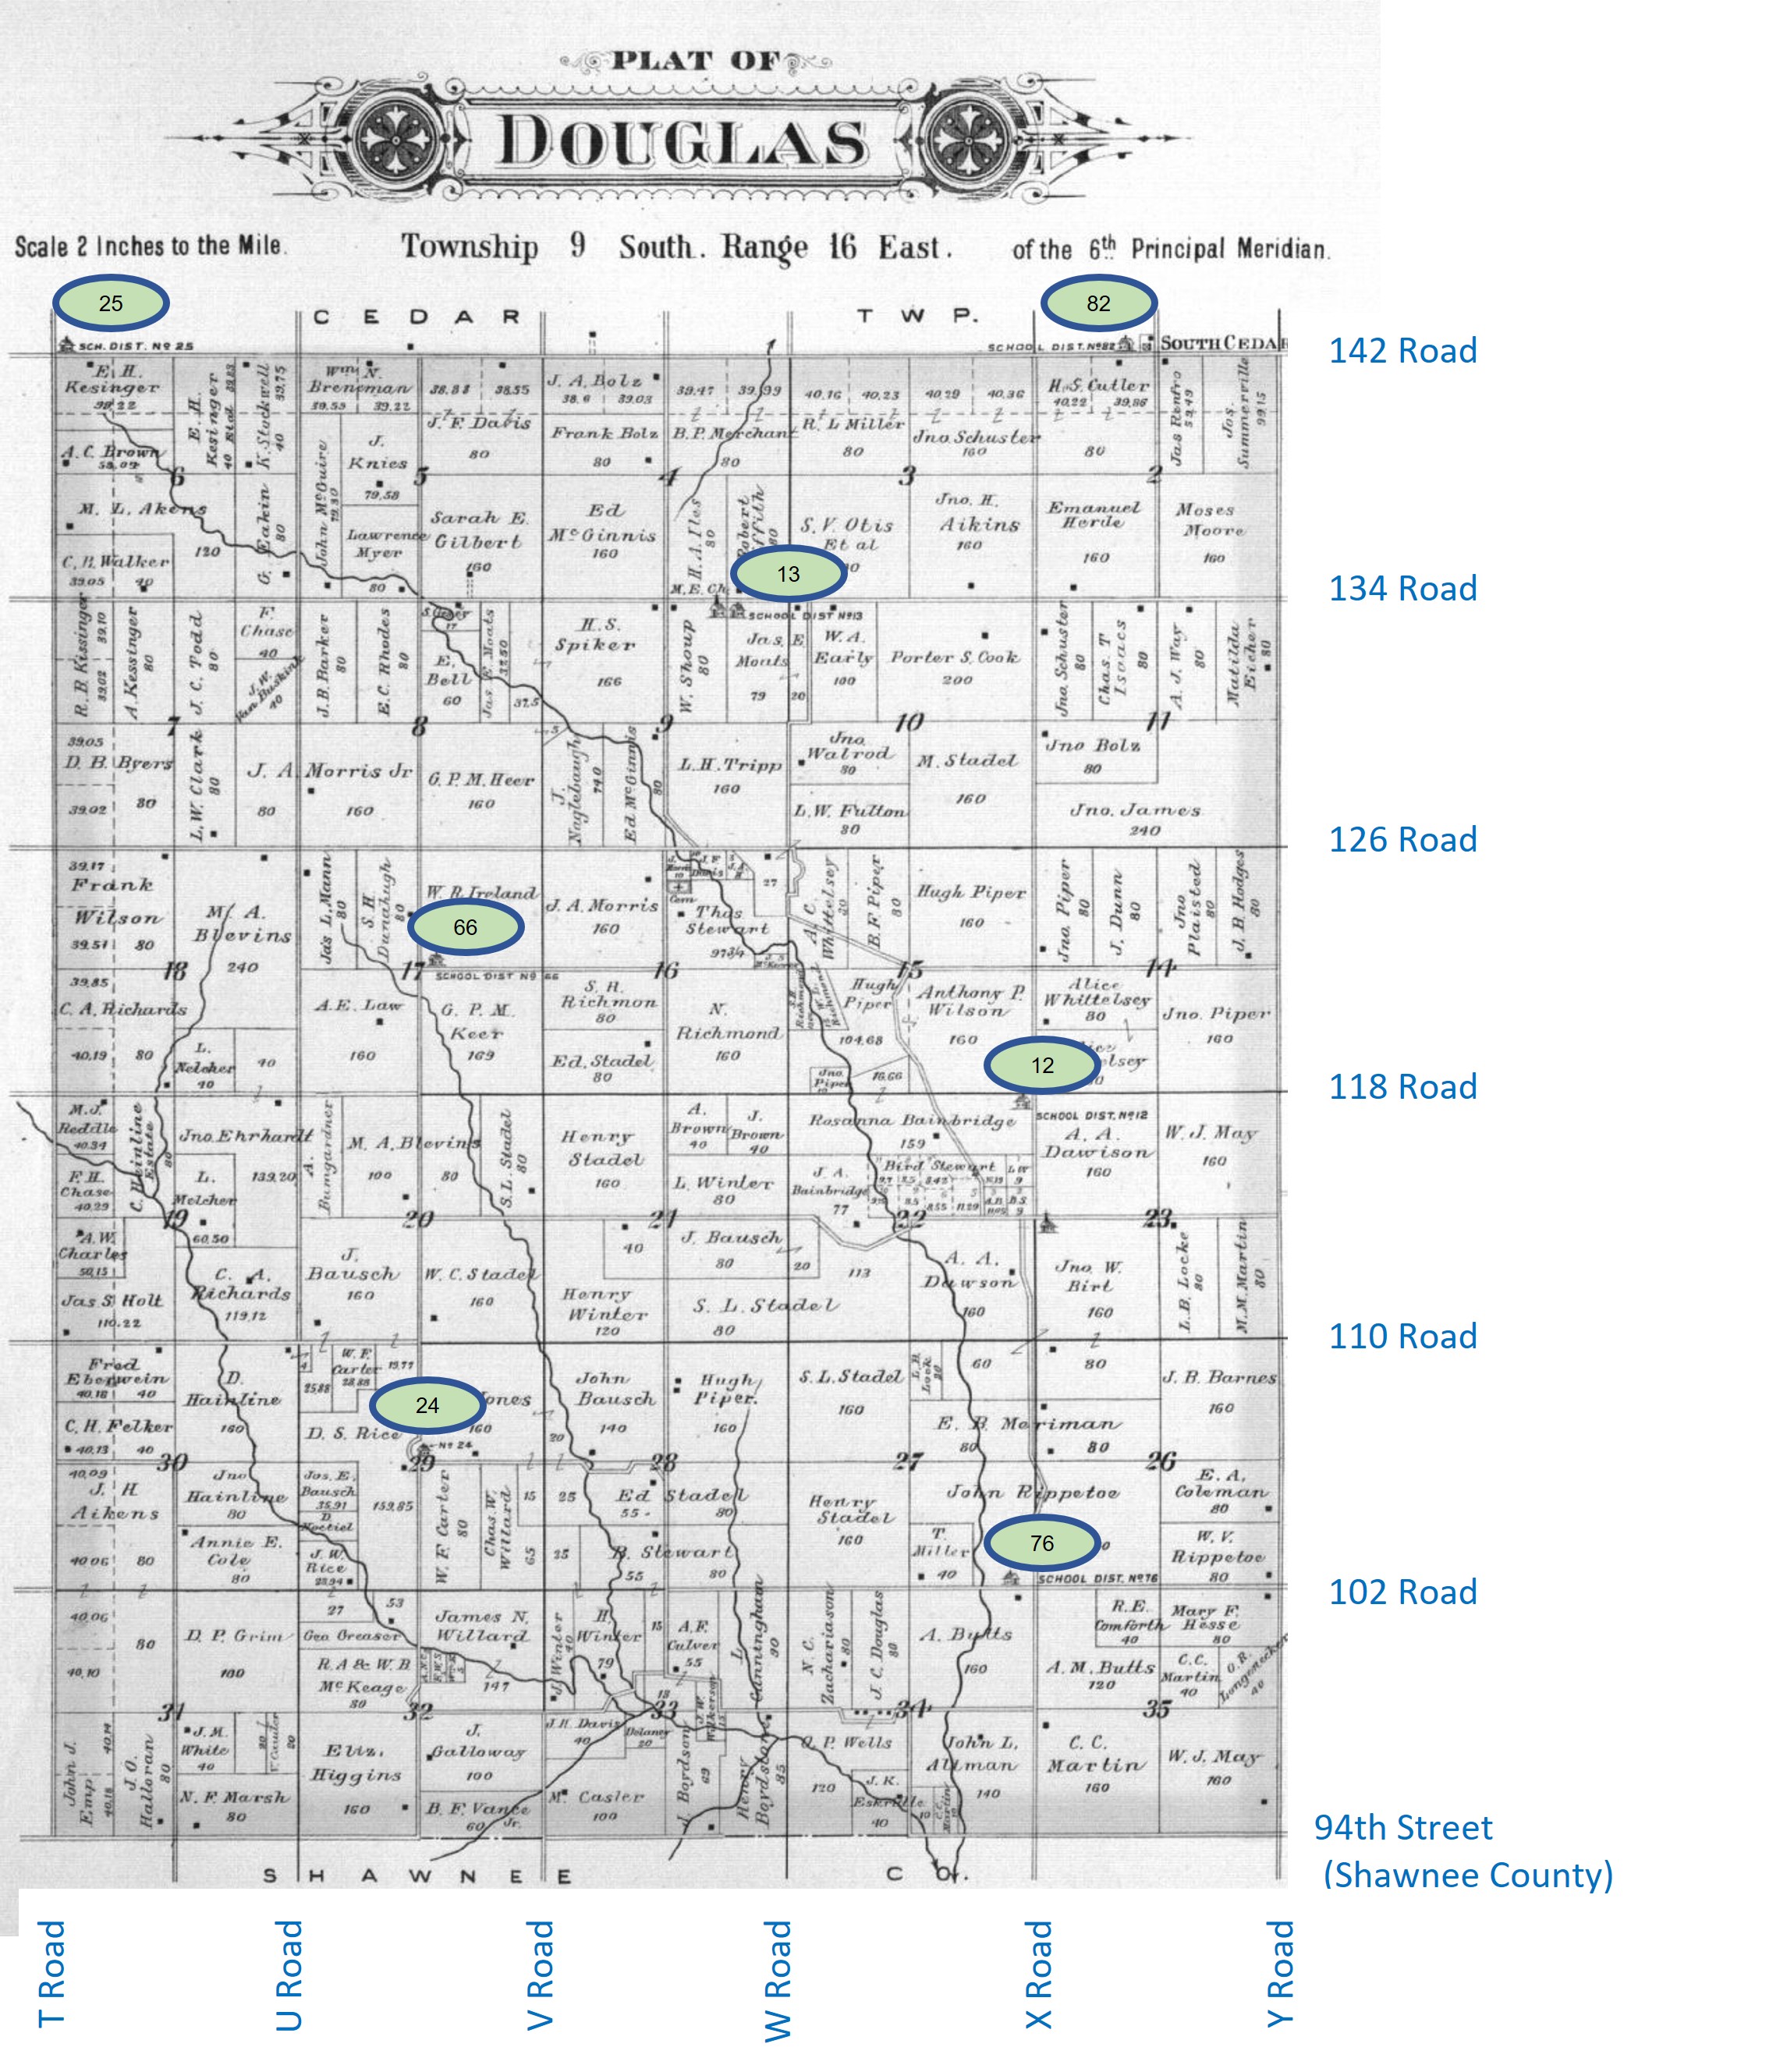 PLAT OF
DOUGLAS
Scale 2 Inches to the Mile. Township 9 South. Range 16 East. of the 6th Principal Meridian.
25
82
CEDAR TWP.
SCH. DIST. No 25
SCHOOL DIST. No 82
SOUTH CEDAR
142 Road
E. H. Kesinger
39.22
E. H. Kesinger
40 Etal 39.83
K. Stockwell
40 39.75
Wm N. Breneman
39.59 39.22
38.88 38.55
J. F. Davis
80
J. A. Bolz
38.6 39.03
Frank Bolz
80
39.47 39.99
B. P. Merchant
80
40.16 40.23
R. L Miller
80
40.29 40.36
Jno Schuster
160
H. S. Cutler
40.22 39.86
80
Jas Renfro
59.49
Jos. Summerville
99.15
A. C. Brown
6
5
4
3
2
1
J. Knies
79.58
John McGuire
M. L. Akens
120
G. Eakin
80
C. B. Walker
39.05 40
Lawrence Myer
80
Sarah E. Gilbert
160
Ed McGinnis
160
H. A. Iles
80
Robert
M. E. Ch.
S. V. Otis
Et al
Jno. H. Aikins
160
Emanuel Herde
160
Moses Moore
160
13
134 Road
SCHOOL DIST No 13
R. B. Kissinger
39.02 39.10
A. Kesinger
80
J. C. Todd
80
F. Chase
40
J. W. Van Buskirk
40
J. B. Barker
80
E. C. Rhodes
80
17
E. Bell
60
Jas E. Moats
37.5
H. S. Spiker
166
W. Shoup
80
Jas. E. Moats
79 20
W. A. Early
100
Porter S. Cook
200
Jno Schuster
80
Chas. T Isaacs
80
A. J. Way
80
Matilda Eicher
80
7
8
9
10
11
39.05
D. B. Byers
39.02 80
L. W. Clark
80
J. A. Morris Jr
80 160
G. P. M. Heer
160
J. Naglebaugh
140
Ed McGinnis
80
L. H. Tripp
160
Jno. Walrod
80
L. W. Fulton
80
M. Stadel
160
Jno Bolz
80
Jno. James
240
126 Road
39.17
Frank Wilson
39.51 80
M. A. Blevins
240
Jas L. Mann
80
S. H. Dunahugh
80
W. B. Ireland
66
J. A. Morris
160
27
Cem
Thos Stewart
97 3/4
A. C. Whittelsey
20
B. F. Piper
80
Hugh Piper
160
Jno. Piper
80
J. Dunn
80
Jno Plaisted
80
J. B. Hodges
80
18
17
16
15
14
SCHOOL DIST No 66
39.85
C. A. Richards
40.19 80
L. Melcher
40
40
A. E. Law
160
G. P. M. Keer
169
S. H. Richmon
80
Ed. Stadel
80
N. Richmond
160
Hugh Piper
104.68
Jno. Piper
16.66
Anthony P. Wilson
160
Alice Whittelsey
80
12
Jno. Piper
160
118 Road
SCHOOL DIST. No 12
M. J. Reddle
40.34
F. H. Chase
40.29
C. Heinline Estate
80
Jno. Ehrhardt
139.20
L. Melcher
60.50
A. Bumgardner
M. A. Blevins
100 80
S. L. Stadel
80
Henry Stadel
160
A. Brown
40
J. Brown
40
L. Winter
80
Rosanna Bainbridge
159
J. A. Bainbridge
77
Bird Stewart
A. A. Dawison
160
W. J. May
160
19
20
21
22
23
A. W. Charles
50.15
Jas. S. Holt
110.22
C. A. Richards
119.12
J. Bausch
160
W. C. Stadel
160
40
Henry Winter
120
J. Bausch
80 20
S. L. Stadel
80
113
A. A. Dawson
160
Jno. W. Birt
160
L. B. Locke
80
M. M. Martin
80
110 Road
Fred Eberwein
40.18 40
C. H. Felker
40.13 40
D. Hainline
160
W. F. Carter
28.88 19.77
25.88
D. S. Rice
24
Jones
160
No 24
John Bausch
140
20
Hugh Piper.
160
S. L. Stadel
160
L. B. Lock
20
60
80
E. B. Merriman
80 80
J. B. Barnes
160
30
29
28
27
26
40.09
J. H Aikens
40.06 80
Jno Hainline
80
Annie E. Cole
80
Jos. E. Bausch
35.91
J. W. Rice
28.94
159.85
W. F. Carter
80
Chas. W. Willard
65
15 25
25
Ed Stadel
55 80
B. Stewart
55 80
Henry Stadel
160
John Rippetoe
T. Miller
40
76
E. A. Coleman
80
W. V. Rippetoe
80
SCHOOL DIST. No 76
102 Road
40.06
80
40.10
D. P. Grim
160
27
53
Geo Greaser
R. A & W. B McKeage
80
James N. Willard
147
J. Winter
40
H. Winter
79
15
A. F. Culver
55
18
L. Cunningham
90
N. C. Zachariason
80
J. C. Douglas
80
A. Butts
160
R. E. Comforth
40
Mary F. Hesse
80
A. M. Butts
120
C. C. Martin
40
O. R. Longenecker
40
31
32
33
34
35
John J. Emp
40.14
40.18
J. O. Halloran
80
J. M. White
40
N. F. Marsh
80
Eliz. Higgins
160
J. Galloway
100
B. F. Vance Jr.
60
J. H. Davis
40
Delaney
20
Mc Casler
100
J. Boydson
69
J. W. Wilkerson
15
Henry Boydstone
85
O. P. Wells
120
J. K. Eskeville
40
John L. Altman
140
10
C. C. Martin
160
W. J. May
160
94th Street
(Shawnee County)
SHAWNEE CO.
T Road
U Road
V Road
W Road
X Road
Y Road